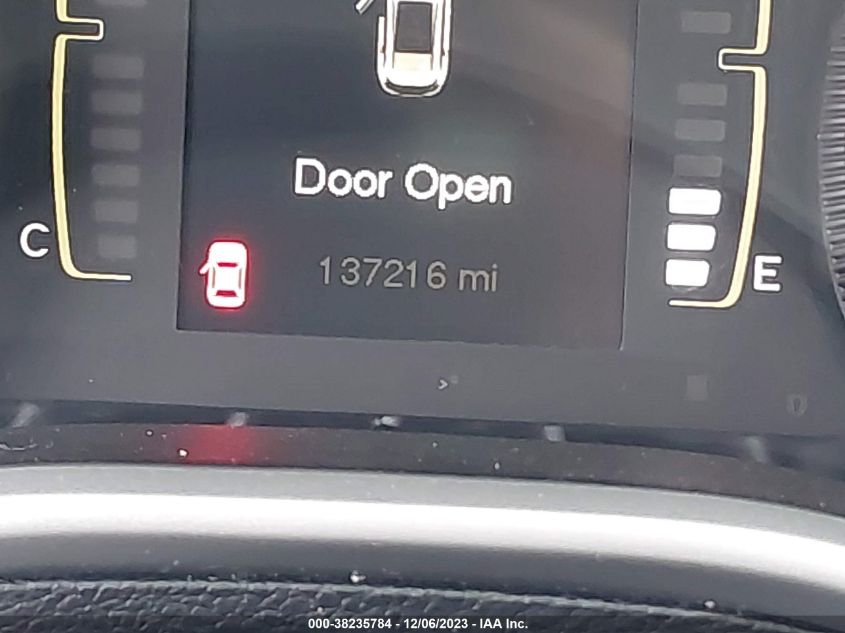 Door Open
C
137216 mi
E
000-38235784 - 12/06/2023 - IAA Inc.